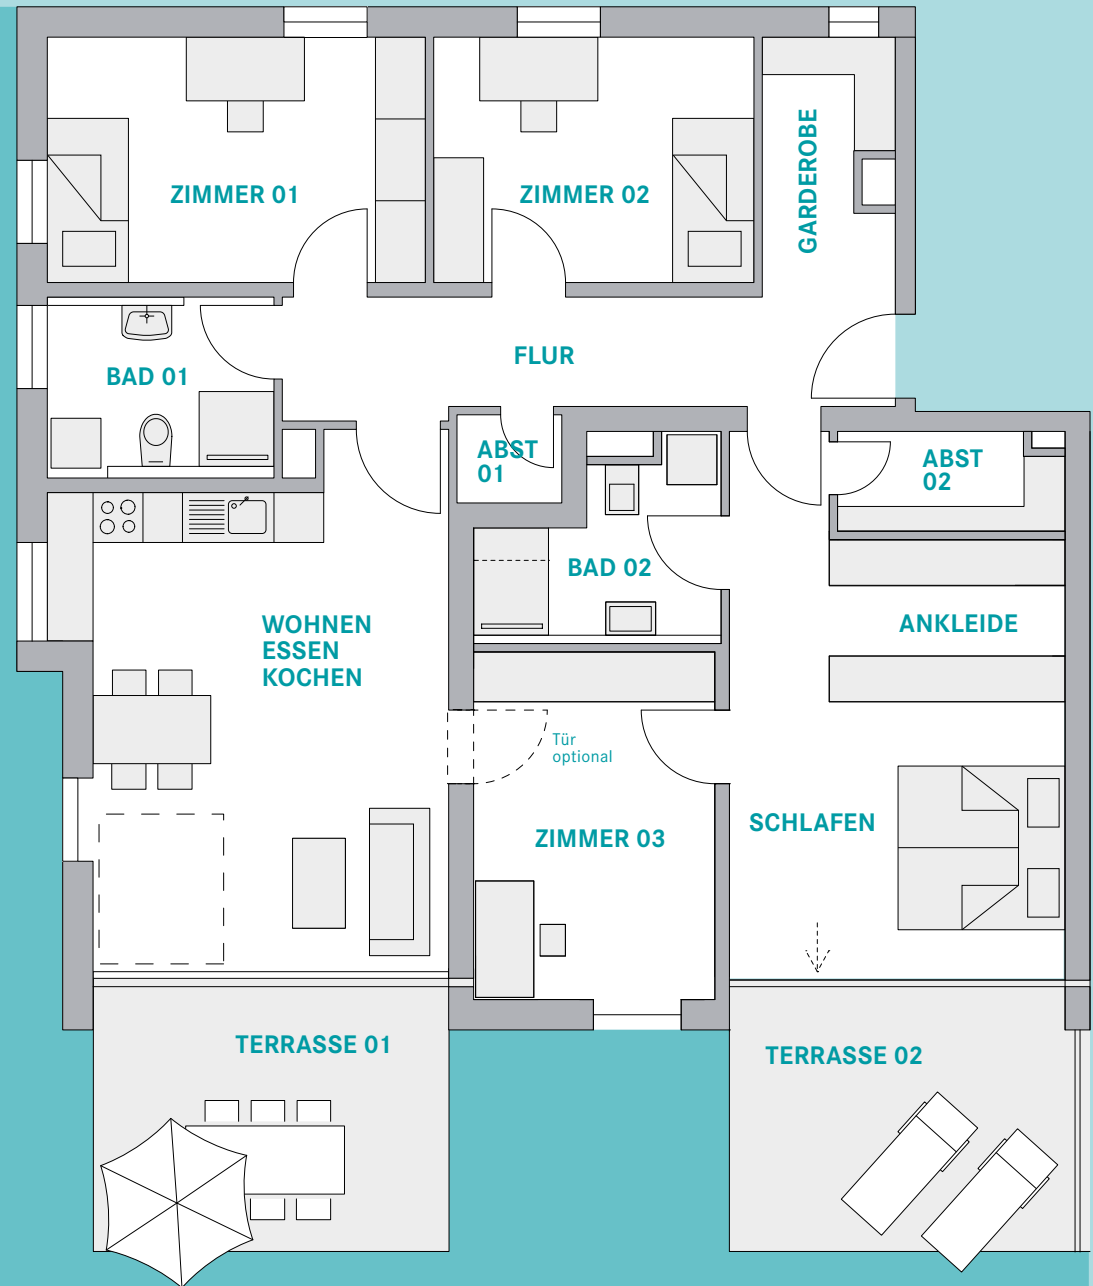 ZIMMER 01
ZIMMER 02
GARDEROBE
FLUR
BAD 01
ABST
01
ABST
02
BAD 02
WOHNEN
ESSEN
KOCHEN
ANKLEIDE
Tür
optional
SCHLAFEN
ZIMMER 03
TERRASSE 01
TERRASSE 02